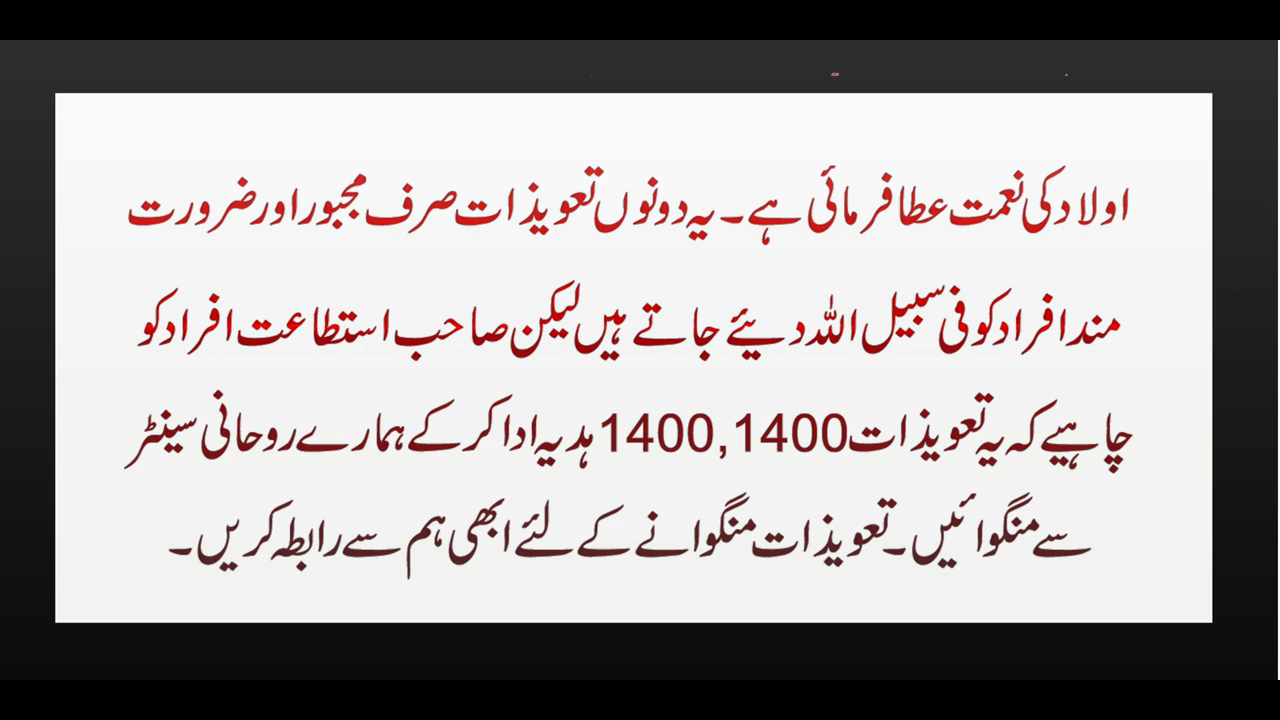 اولاد کی نعمت عطا فرمائی ہے۔ یہ دونوں تعویذات صرف مجبور اور ضرورت
مند افراد کو فی سبیل اللہ دیئے جاتے ہیں لیکن صاحب استطاعت افراد کو
چاہیے کہ یہ تعویذات 1400,1400 ہدیہ ادا کر کے ہمارے روحانی سینٹر
سے منگوائیں۔ تعویذات منگوانے کے لئے ابھی ہم سے رابطہ کریں۔